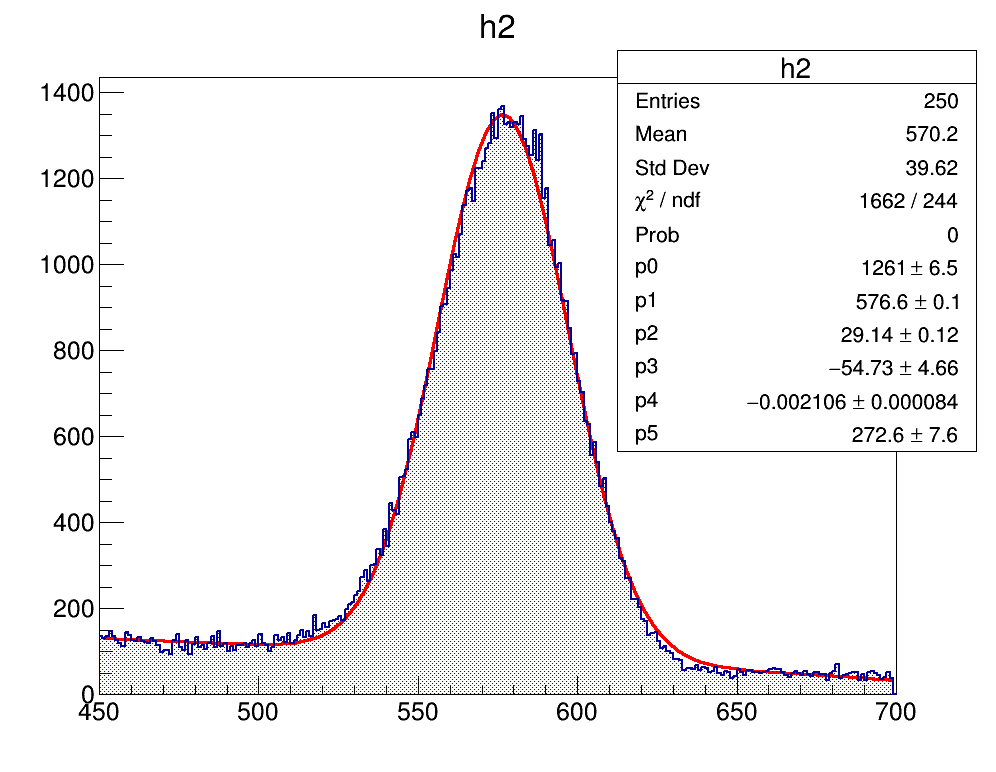 h2
h2
Entries 250
Mean 570.2
Std Dev 39.62
χ² / ndf 1662 / 244
Prob 0
p0 1261 ± 6.5
p1 576.6 ± 0.1
p2 29.14 ± 0.12
p3 −54.73 ± 4.66
p4 −0.002106 ± 0.000084
p5 272.6 ± 7.6
1400
1200
1000
800
600
400
200
0
450 500 550 600 650 700